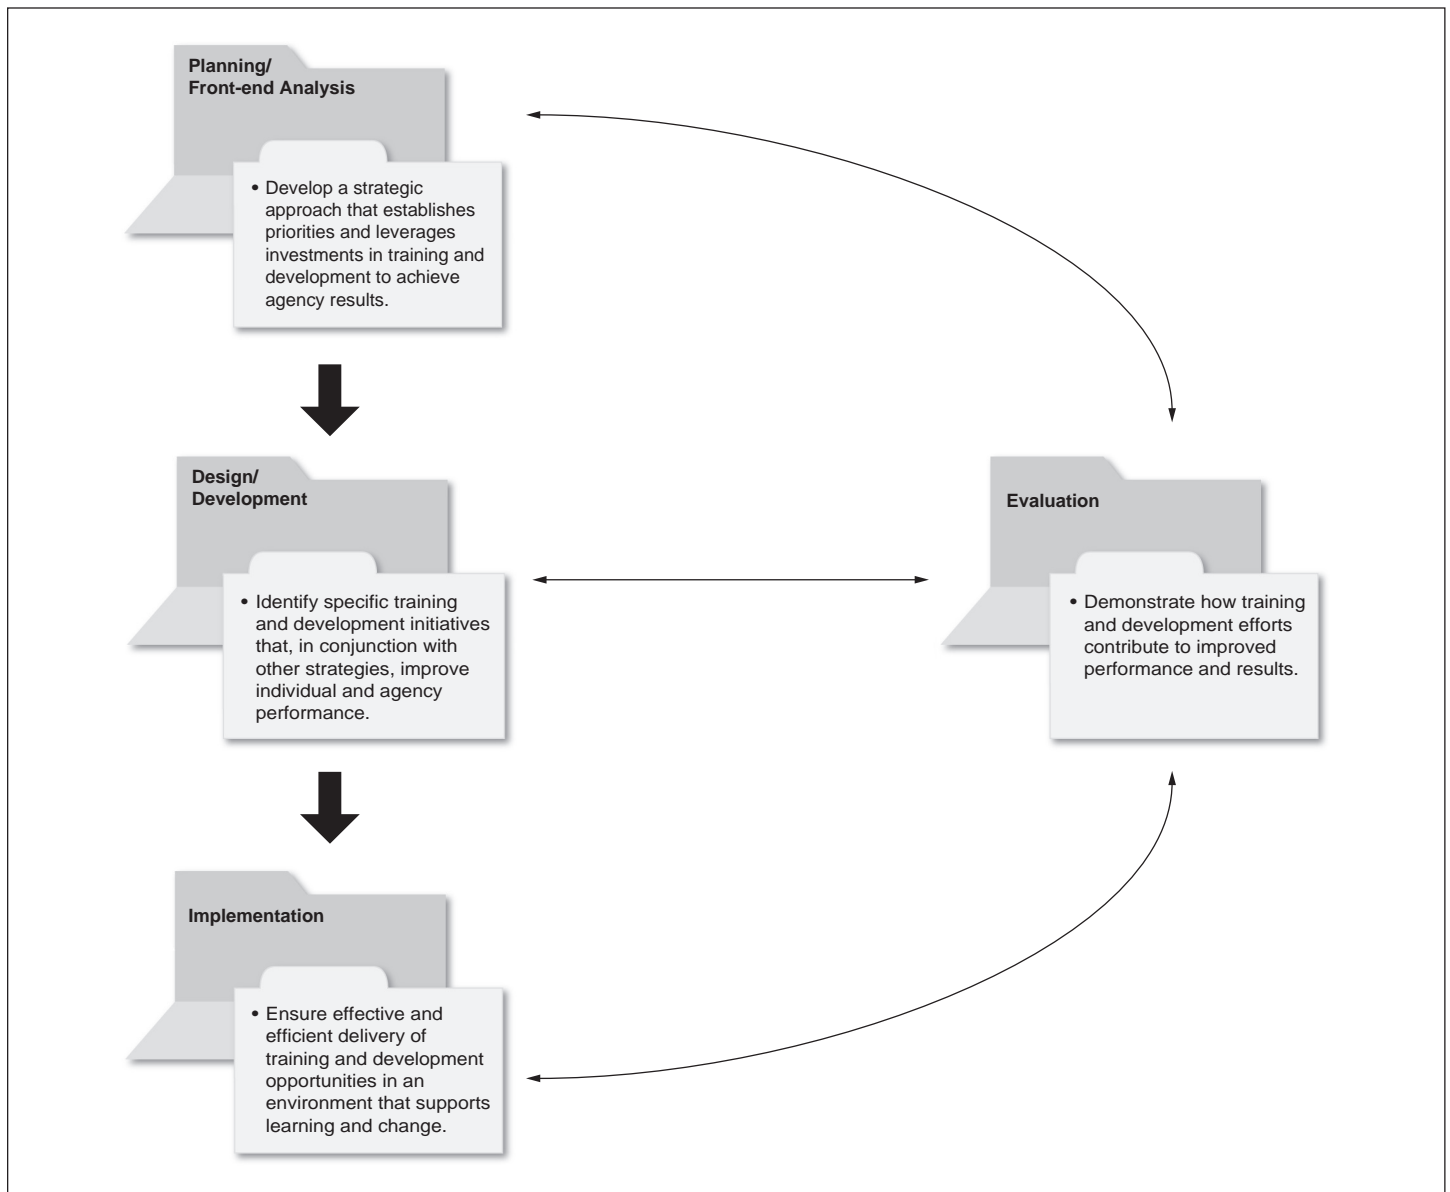 Planning/
Front-end Analysis
• Develop a strategic
approach that establishes
priorities and leverages
investments in training and
development to achieve
agency results.
Design/
Development
• Identify specific training
and development initiatives
that, in conjunction with
other strategies, improve
individual and agency
performance.
Evaluation
• Demonstrate how training
and development efforts
contribute to improved
performance and results.
Implementation
• Ensure effective and
efficient delivery of
training and development
opportunities in an
environment that supports
learning and change.